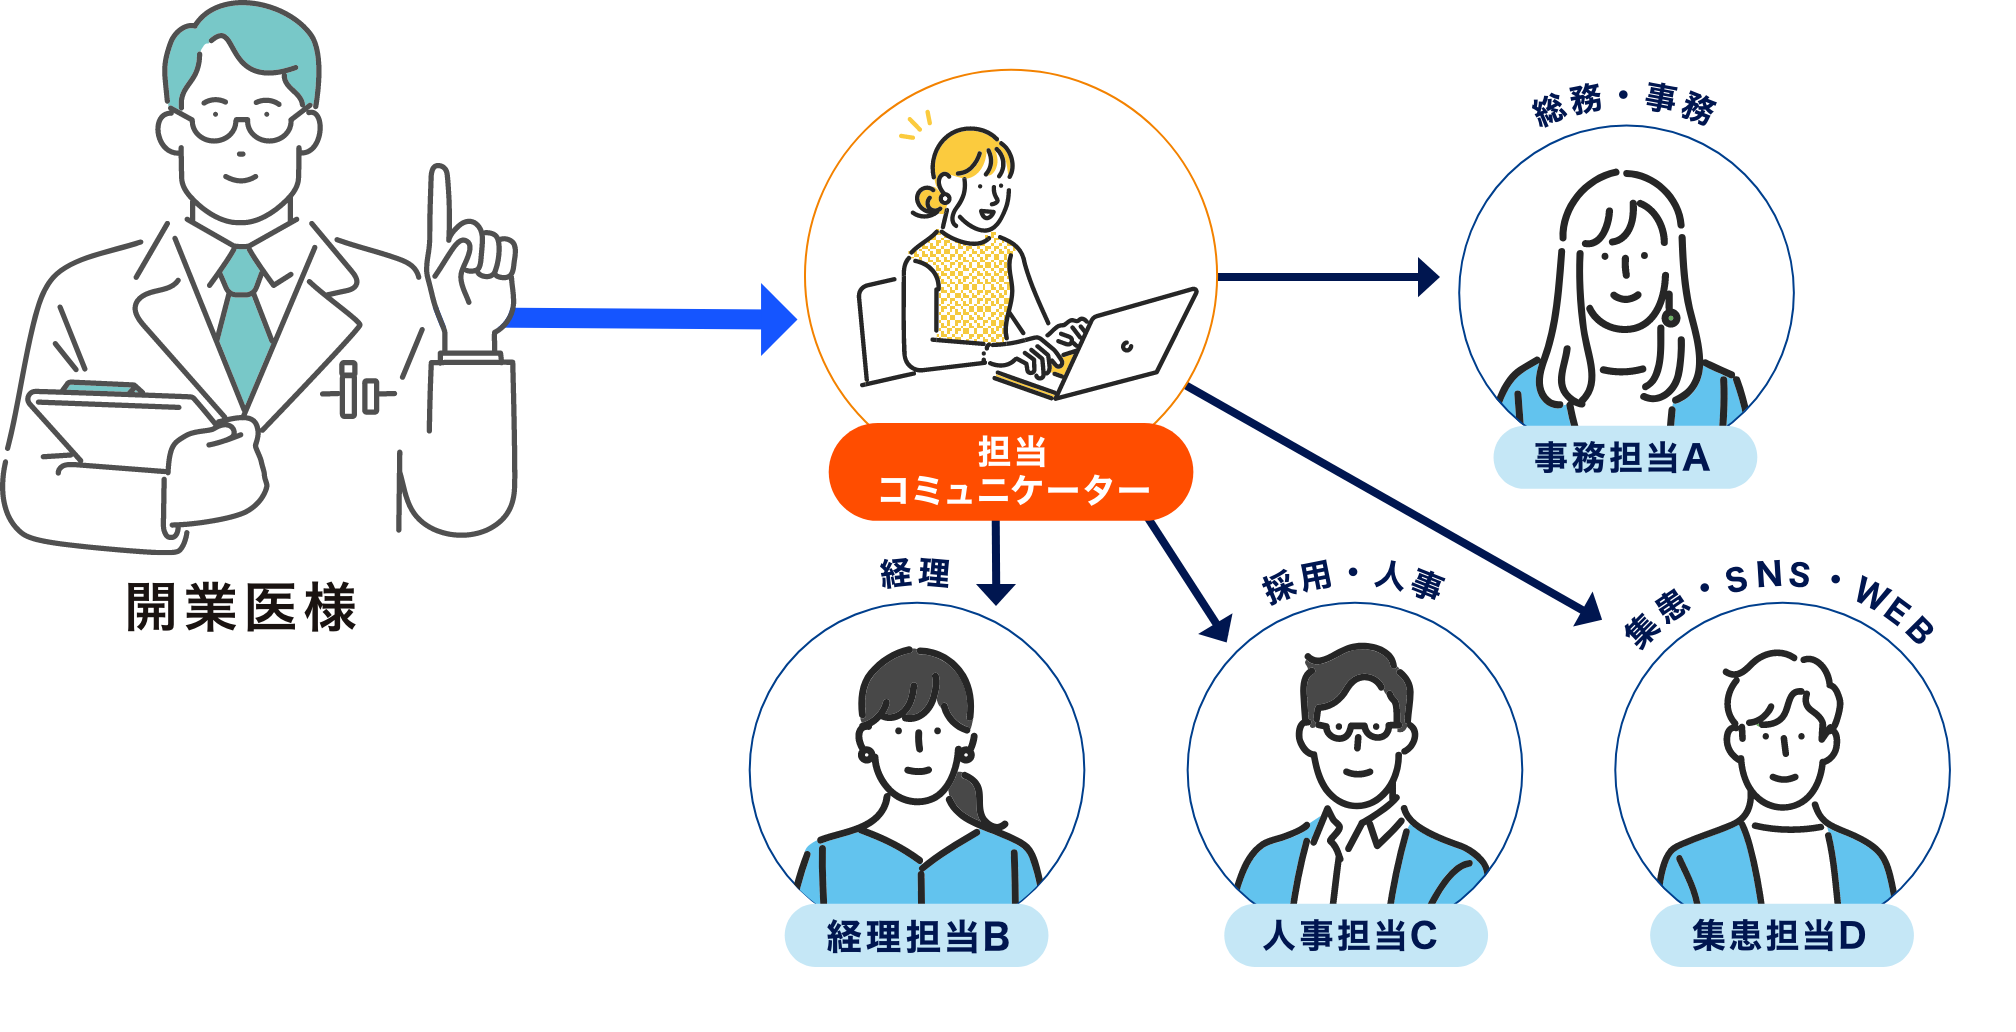 開業医様
担当
コミュニケーター
総務・事務
事務担当A
経理
経理担当B
採用・人事
人事担当C
集患・SNS・WEB
集患担当D